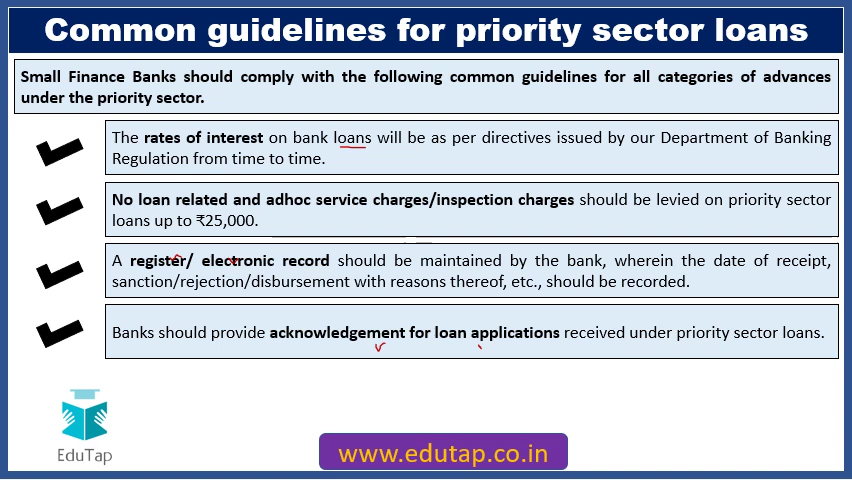 Common guidelines for priority sector loans
Small Finance Banks should comply with the following common guidelines for all categories of advances
under the priority sector.
The rates of interest on bank loans will be as per directives issued by our Department of Banking
Regulation from time to time.
No loan related and adhoc service charges/inspection charges should be levied on priority sector
loans up to ₹25,000.
A register/ electronic record should be maintained by the bank, wherein the date of receipt,
sanction/rejection/disbursement with reasons thereof, etc., should be recorded.
Banks should provide acknowledgement for loan applications received under priority sector loans.
EduTap
www.edutap.co.in